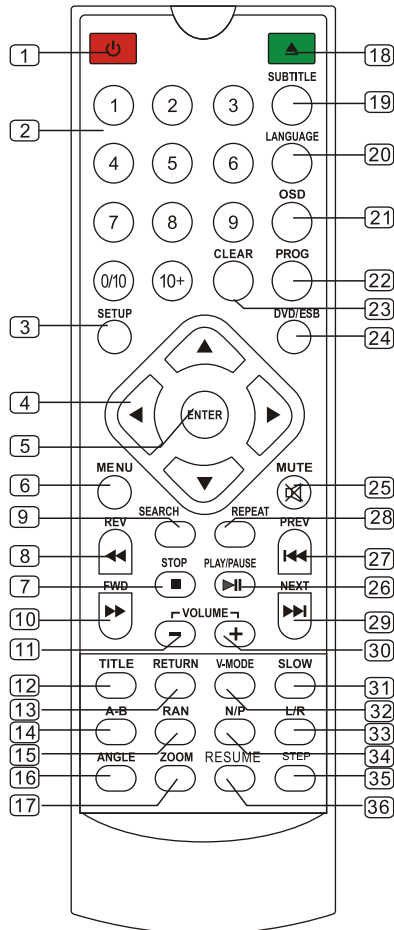 1
18
SUBTITLE
19
2
1
2
3
LANGUAGE
20
4
5
6
OSD
21
7
8
9
CLEAR
PROG
22
0/10
10+
23
3
SETUP
DVD/ESB
24
4
5
ENTER
6
MENU
MUTE
25
9
SEARCH
REPEAT
28
REV
PREV
8
27
7
STOP
PLAY/PAUSE
26
FWD
NEXT
10
29
11
VOLUME
− +
30
TITLE
RETURN
V-MODE
SLOW
12
31
13
32
A-B
RAN
N/P
L/R
14
33
15
34
ANGLE
ZOOM
RESUME
STEP
16
35
17
36